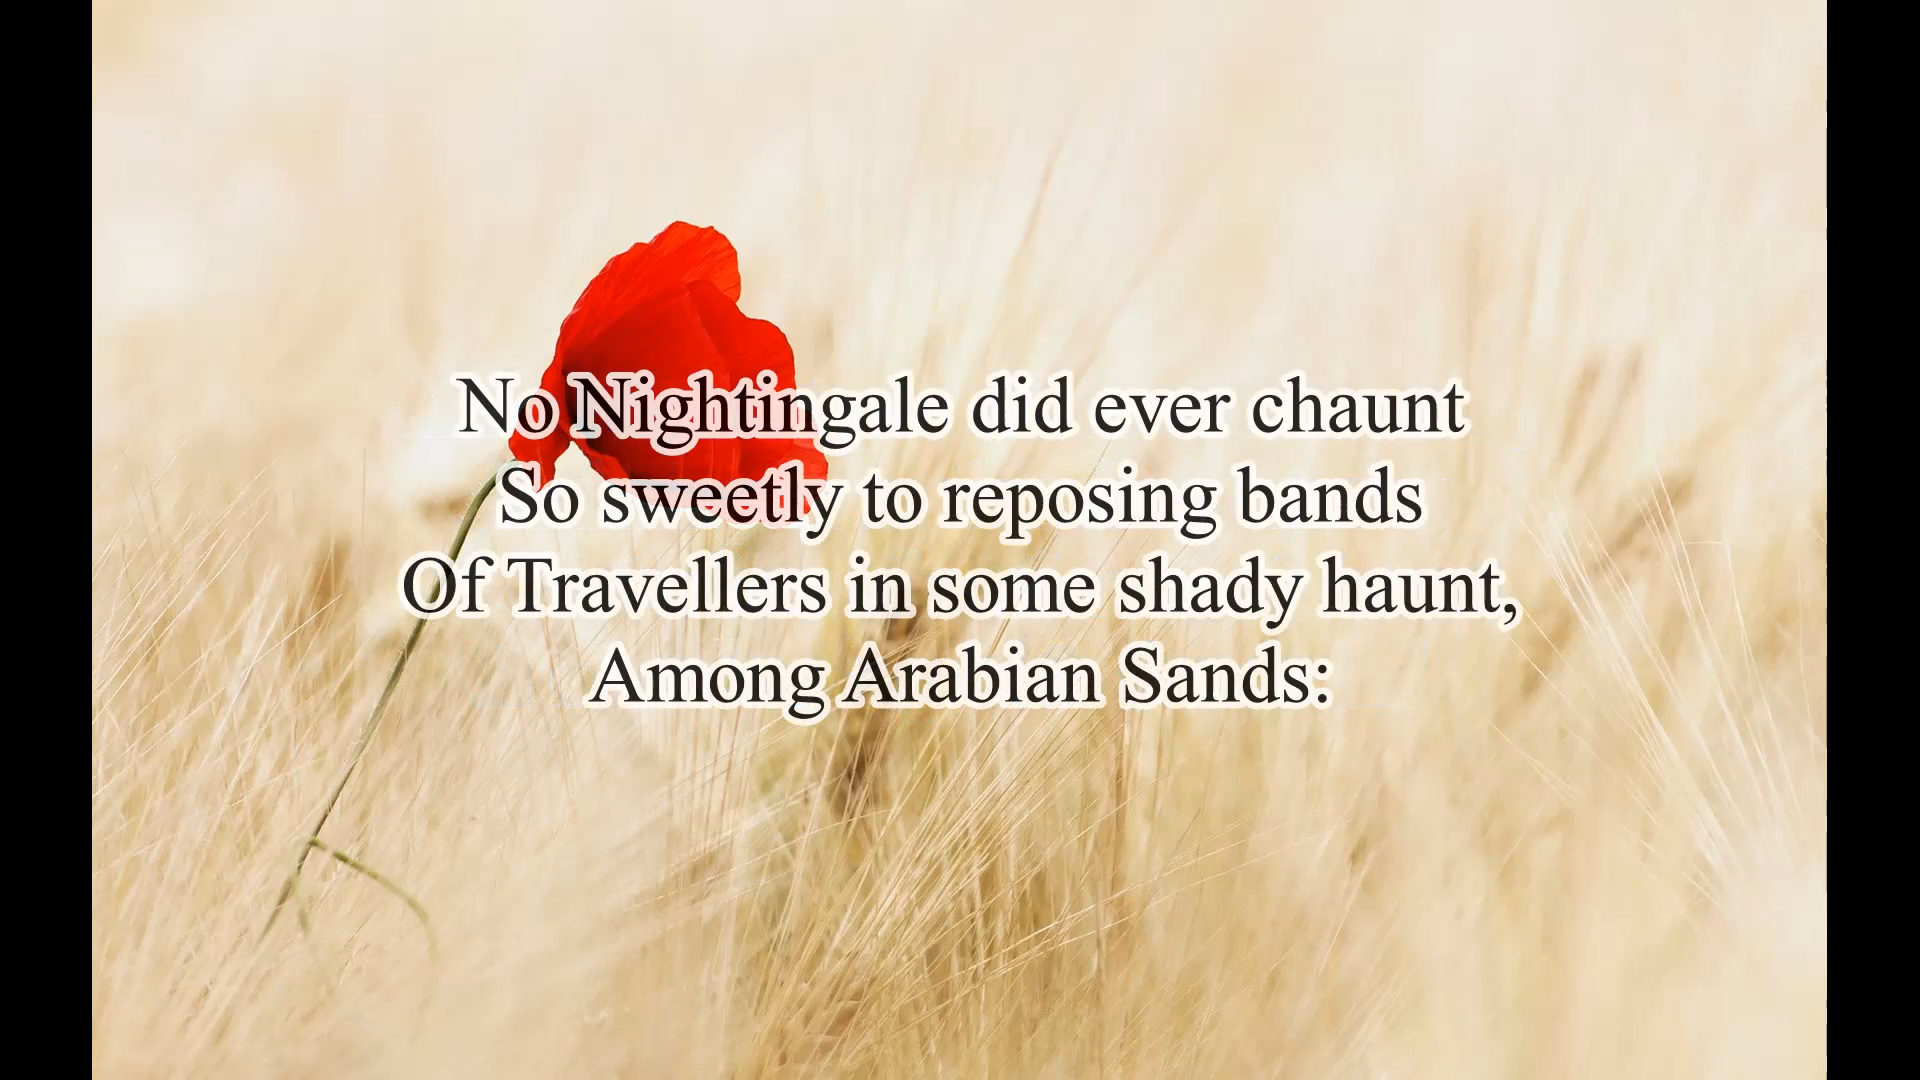 No Nightingale did ever chaunt
So sweetly to reposing bands
Of Travellers in some shady haunt,
Among Arabian Sands: